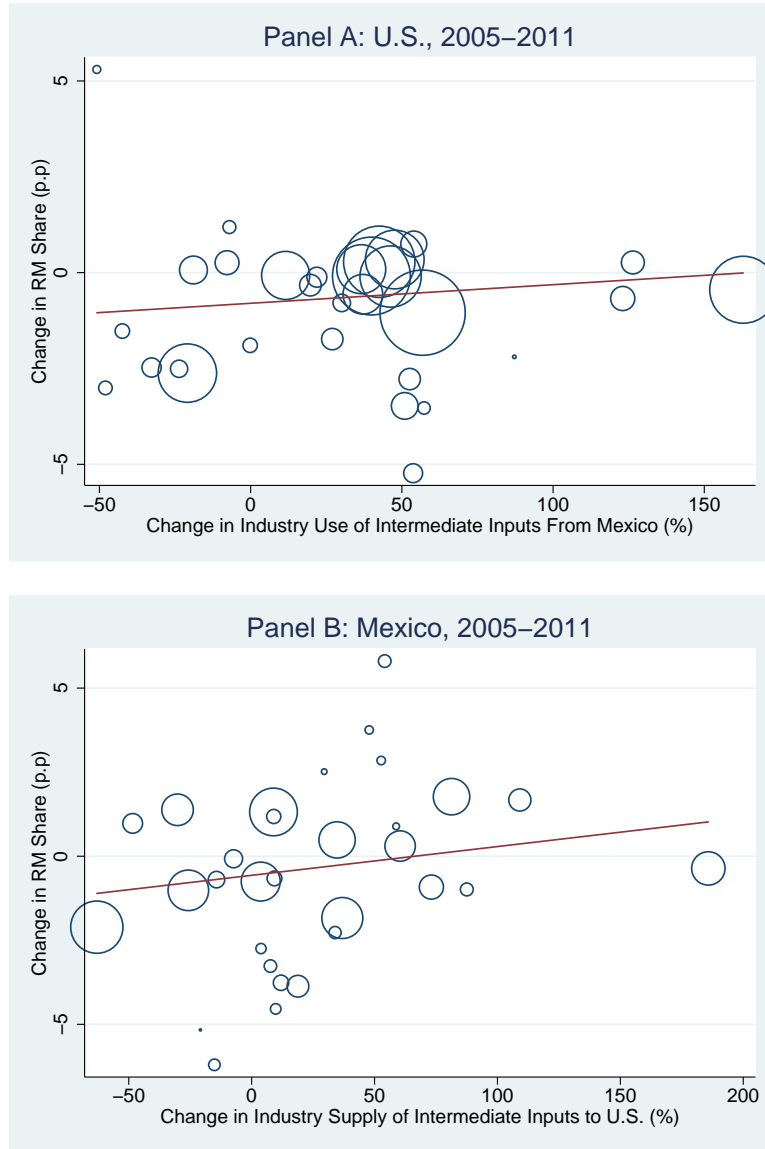 Panel A: U.S., 2005−2011
Change in RM Share (p.p)
5
0
−5
−50 0 50 100 150
Change in Industry Use of Intermediate Inputs From Mexico (%)
Panel B: Mexico, 2005−2011
Change in RM Share (p.p)
5
0
−5
−50 0 50 100 150 200
Change in Industry Supply of Intermediate Inputs to U.S. (%)